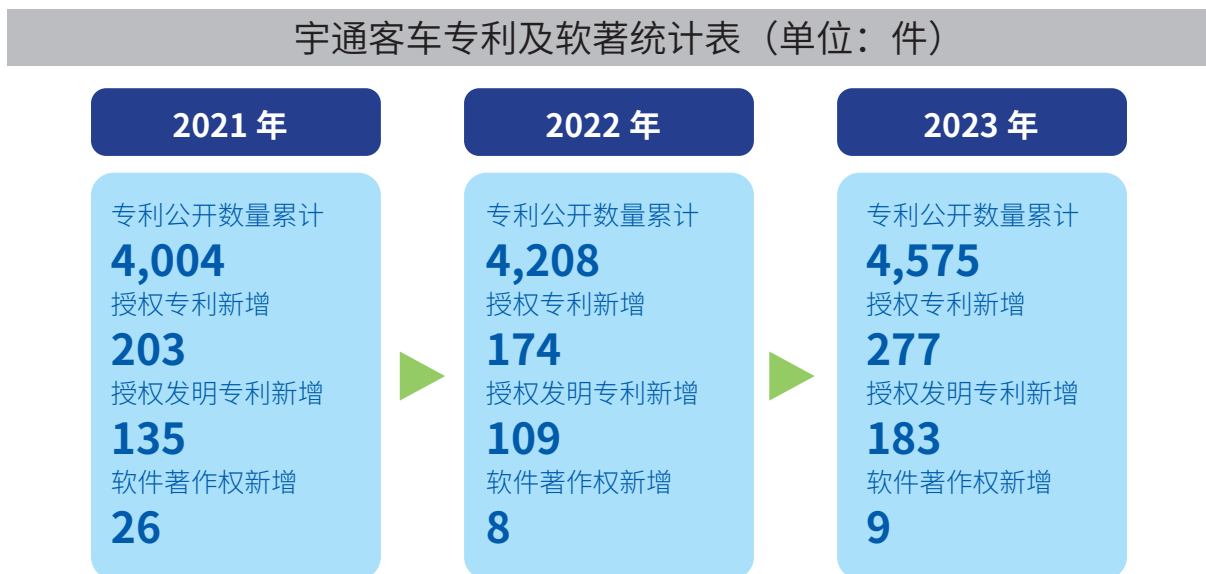 宇通客车专利及软著统计表（单位：件）
2021 年
专利公开数量累计
4,004
授权专利新增
203
授权发明专利新增
135
软件著作权新增
26
2022 年
专利公开数量累计
4,208
授权专利新增
174
授权发明专利新增
109
软件著作权新增
8
2023 年
专利公开数量累计
4,575
授权专利新增
277
授权发明专利新增
183
软件著作权新增
9